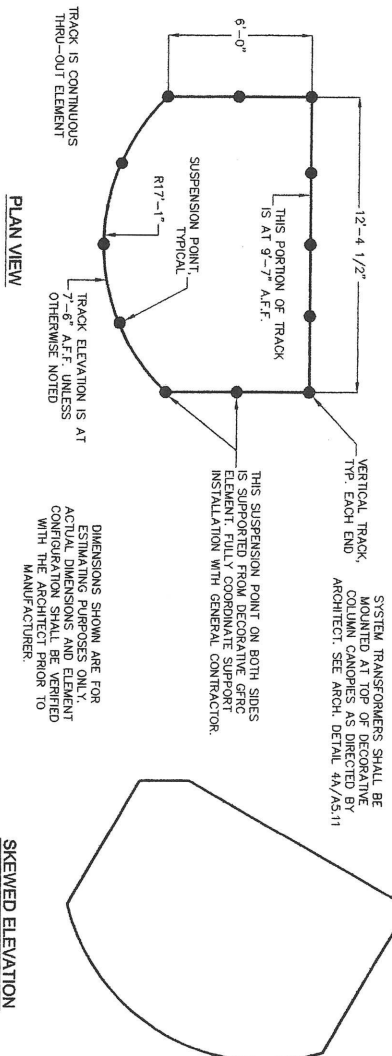 12'-4 1/2"
6'-0"
THIS PORTION OF TRACK
IS AT 9'-7" A.F.F.
VERTICAL TRACK,
TYP. EACH END
SYSTEM TRANSFORMERS SHALL BE
MOUNTED AT TOP OF DECORATIVE
COLUMN CANOPIES AS DIRECTED BY
ARCHITECT. SEE ARCH. DETAIL 4A/A5.11
SUSPENSION POINT,
TYPICAL
R17'-1"
THIS SUSPENSION POINT ON BOTH SIDES
IS SUPPORTED FROM DECORATIVE GFRC
ELEMENT. FULLY COORDINATE SUPPORT
INSTALLATION WITH GENERAL CONTRACTOR.
TRACK IS CONTINUOUS
THRU-OUT ELEMENT
TRACK ELEVATION IS AT
7'-6" A.F.F. UNLESS
OTHERWISE NOTED
DIMENSIONS SHOWN ARE FOR
ESTIMATING PURPOSES ONLY.
ACTUAL DIMENSIONS AND ELEMENT
CONFIGURATION SHALL BE VERIFIED
WITH THE ARCHITECT PRIOR TO
MANUFACTURER.
PLAN VIEW
SKEWED ELEVATION